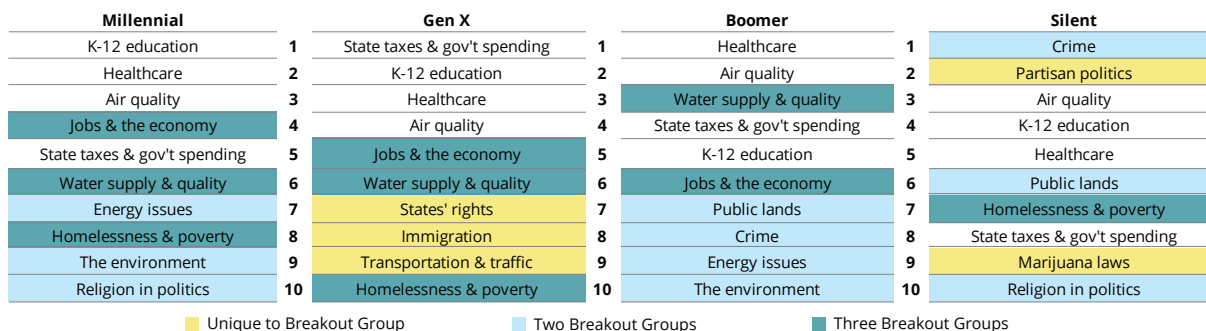 Millennial Gen X Boomer Silent
K-12 education 1 State taxes & gov't spending 1 Healthcare 1 Crime
Healthcare 2 K-12 education 2 Air quality 2 Partisan politics
Air quality 3 Healthcare 3 Water supply & quality 3 Air quality
Jobs & the economy 4 Air quality 4 State taxes & gov't spending 4 K-12 education
State taxes & gov't spending 5 Jobs & the economy 5 K-12 education 5 Healthcare
Water supply & quality 6 Water supply & quality 6 Jobs & the economy 6 Public lands
Energy issues 7 States' rights 7 Public lands 7 Homelessness & poverty
Homelessness & poverty 8 Immigration 8 Crime 8 State taxes & gov't spending
The environment 9 Transportation & traffic 9 Energy issues 9 Marijuana laws
Religion in politics 10 Homelessness & poverty 10 The environment 10 Religion in politics
Unique to Breakout Group Two Breakout Groups Three Breakout Groups